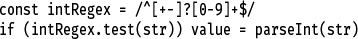 const intRegex = /^[+-]?[0-9]+$/
if (intRegex.test(str)) value = parseInt(str)